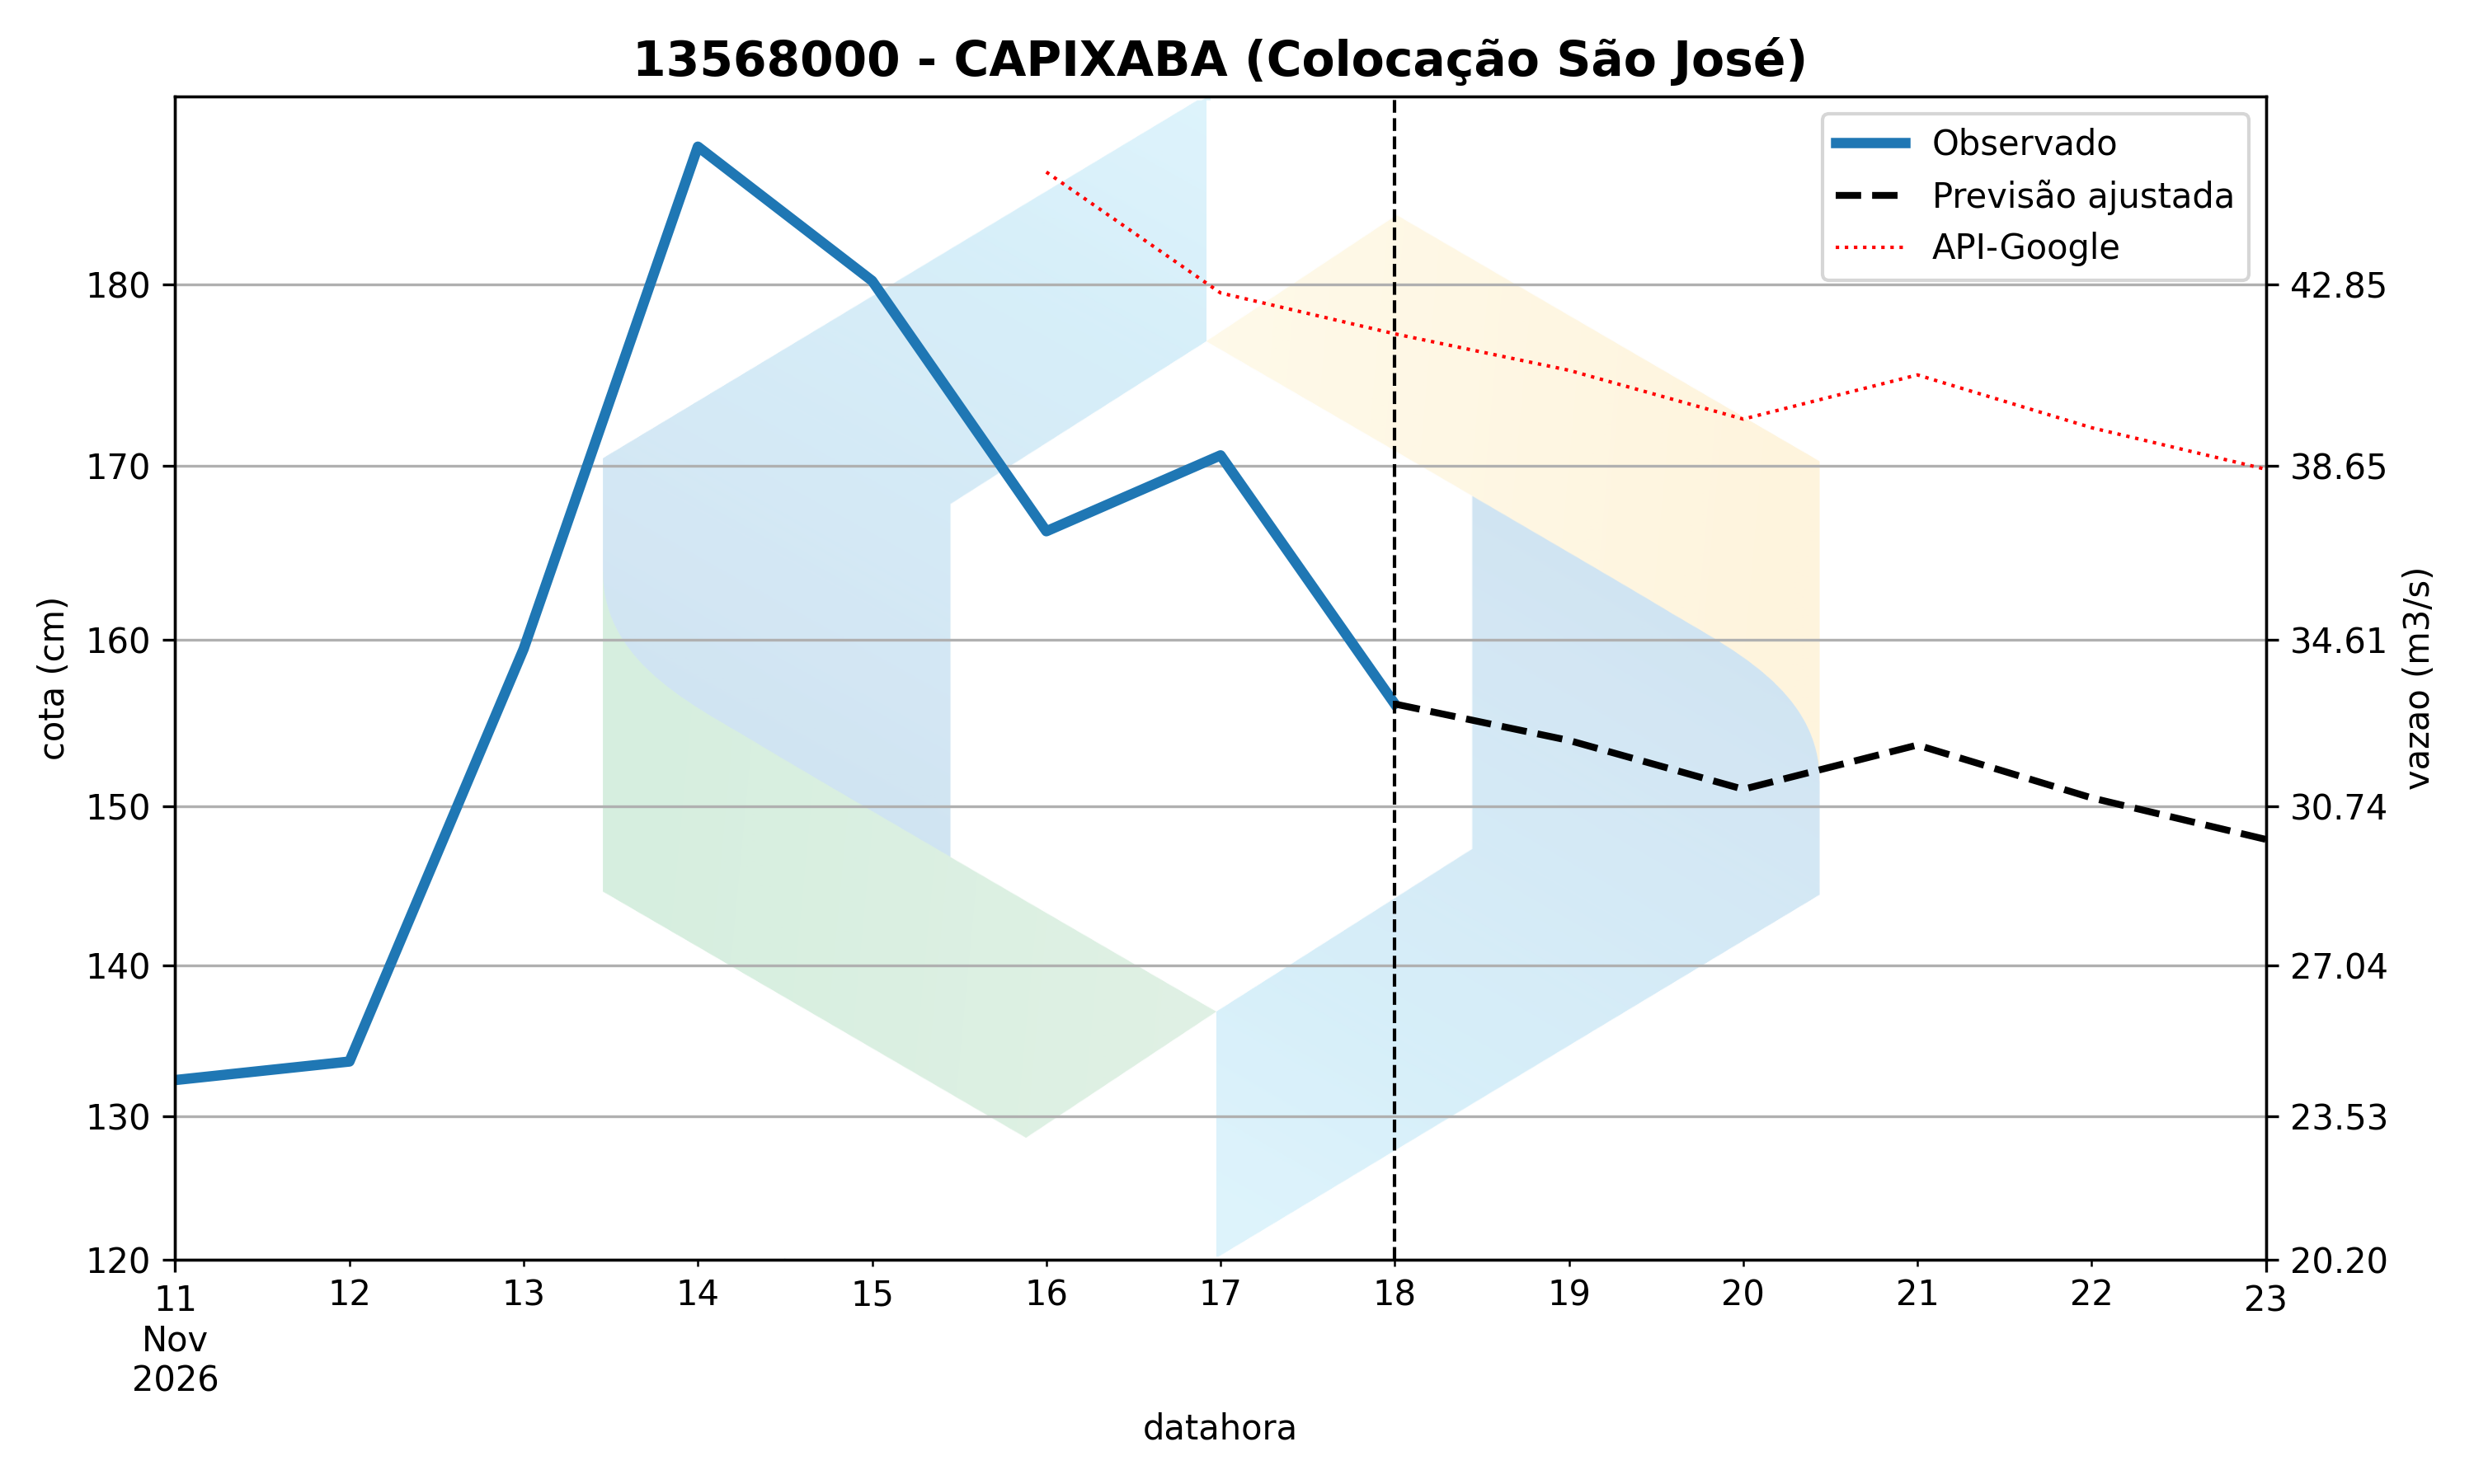 13568000 - CAPIXABA (Colocação São José)
Observado
Previsão ajustada
API-Google
cota (cm)
180
170
160
150
140
130
120
42.85
38.65
34.61
30.74
27.04
23.53
20.20
vazao (m3/s)
11 12 13 14 15 16 17 18 19 20 21 22 23
Nov
2026
datahora